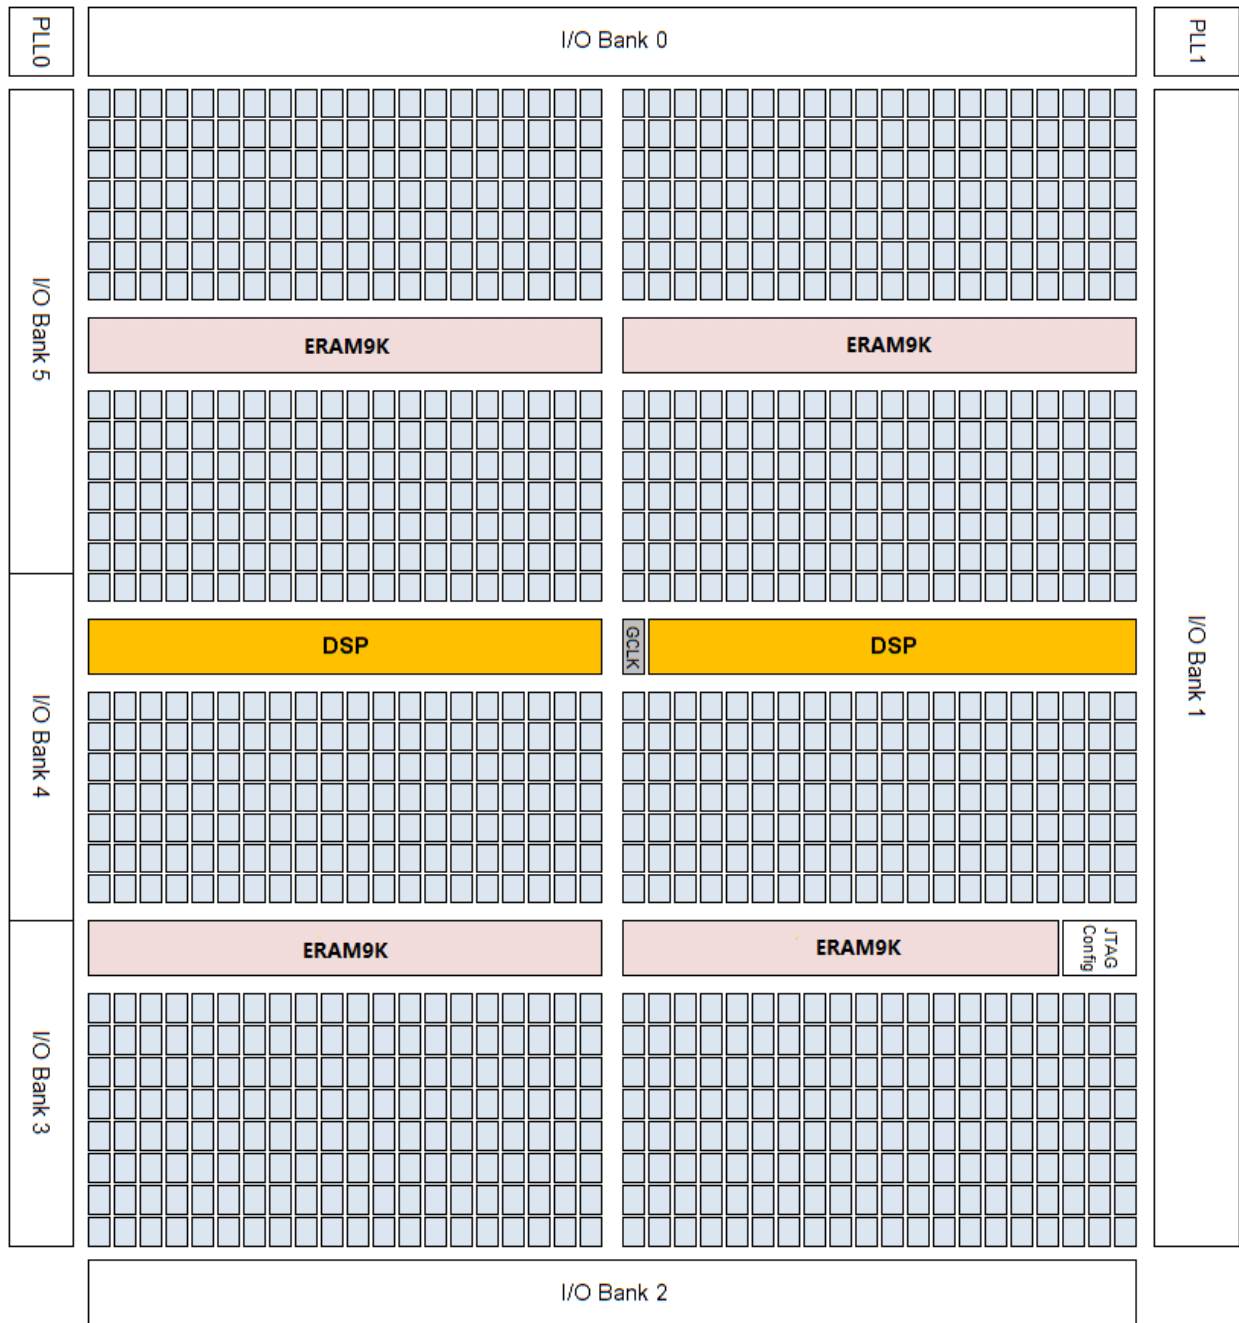 PLL0
I/O Bank 0
PLL1
I/O Bank 5
ERAM9K
ERAM9K
DSP
GCLK
DSP
I/O Bank 1
I/O Bank 4
ERAM9K
ERAM9K
JTAG
Config
I/O Bank 3
I/O Bank 2